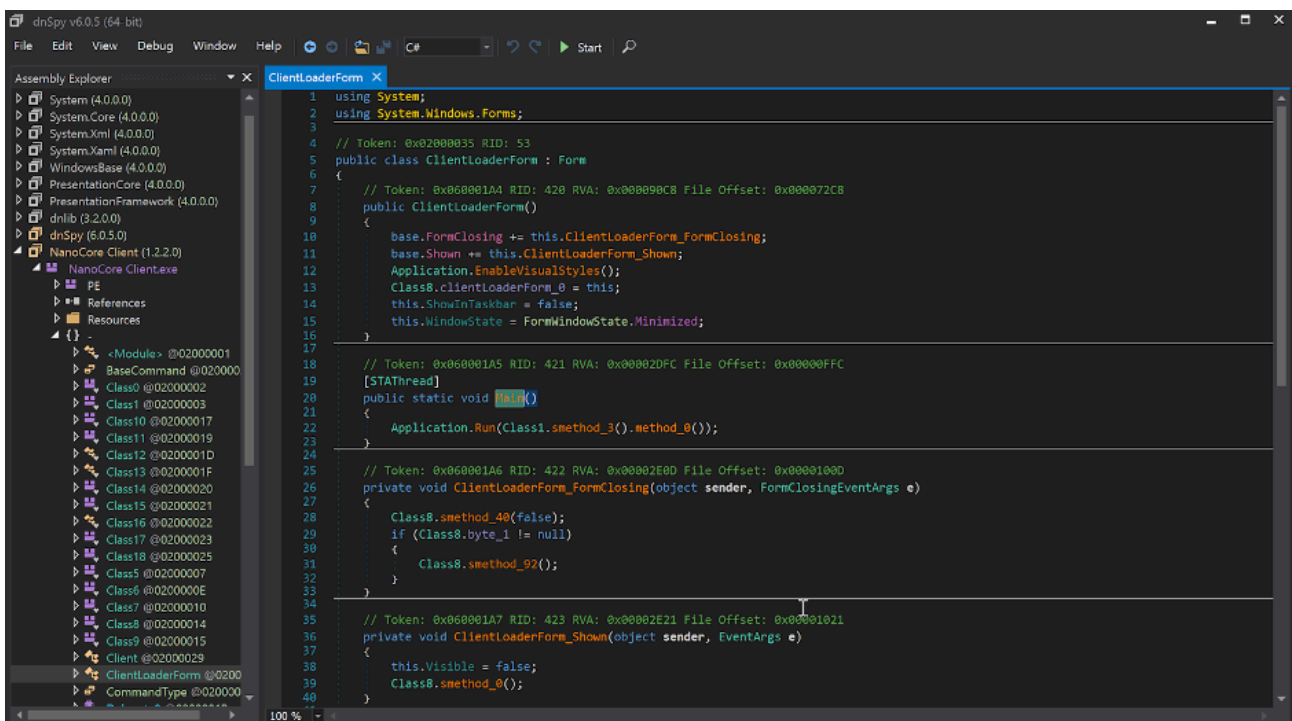 dnSpy v6.0.5 (64-bit)
File Edit View Debug Window Help C# Start
Assembly Explorer
System (4.0.0.0)
System.Core (4.0.0.0)
System.Xml (4.0.0.0)
System.Xaml (4.0.0.0)
WindowsBase (4.0.0.0)
PresentationCore (4.0.0.0)
PresentationFramework (4.0.0.0)
dnlib (3.2.0.0)
dnSpy (6.0.5.0)
NanoCore Client (1.2.2.0)
NanoCore Client.exe
PE
References
Resources
{} -
<Module> @02000001
BaseCommand @020000
Class0 @02000002
Class1 @02000003
Class10 @02000017
Class11 @02000019
Class12 @0200001D
Class13 @0200001F
Class14 @02000020
Class15 @02000021
Class16 @02000022
Class17 @02000023
Class18 @02000025
Class5 @02000007
Class6 @0200000E
Class7 @02000010
Class8 @02000014
Class9 @02000015
Client @02000029
ClientLoaderForm @0200
CommandType @020000
ClientLoaderForm
1 using System;
2 using System.Windows.Forms;
3
4 // Token: 0x02000035 RID: 53
5 public class ClientLoaderForm : Form
6 {
7 // Token: 0x060001A4 RID: 420 RVA: 0x000090C8 File Offset: 0x000072C8
8 public ClientLoaderForm()
9 {
10 base.FormClosing += this.ClientLoaderForm_FormClosing;
11 base.Shown += this.ClientLoaderForm_Shown;
12 Application.EnableVisualStyles();
13 Class8.clientLoaderForm_0 = this;
14 this.ShowInTaskbar = false;
15 this.WindowState = FormWindowState.Minimized;
16 }
17
18 // Token: 0x060001A5 RID: 421 RVA: 0x00002DFC File Offset: 0x00000FFC
19 [STAThread]
20 public static void Main()
21 {
22 Application.Run(Class1.smethod_3().method_0());
23 }
24
25 // Token: 0x060001A6 RID: 422 RVA: 0x00002E0D File Offset: 0x0000100D
26 private void ClientLoaderForm_FormClosing(object sender, FormClosingEventArgs e)
27 {
28 Class8.smethod_40(false);
29 if (Class8.byte_1 != null)
30 {
31 Class8.smethod_92();
32 }
33 }
34
35 // Token: 0x060001A7 RID: 423 RVA: 0x00002E21 File Offset: 0x00001021
36 private void ClientLoaderForm_Shown(object sender, EventArgs e)
37 {
38 this.Visible = false;
39 Class8.smethod_0();
40 }
100 %